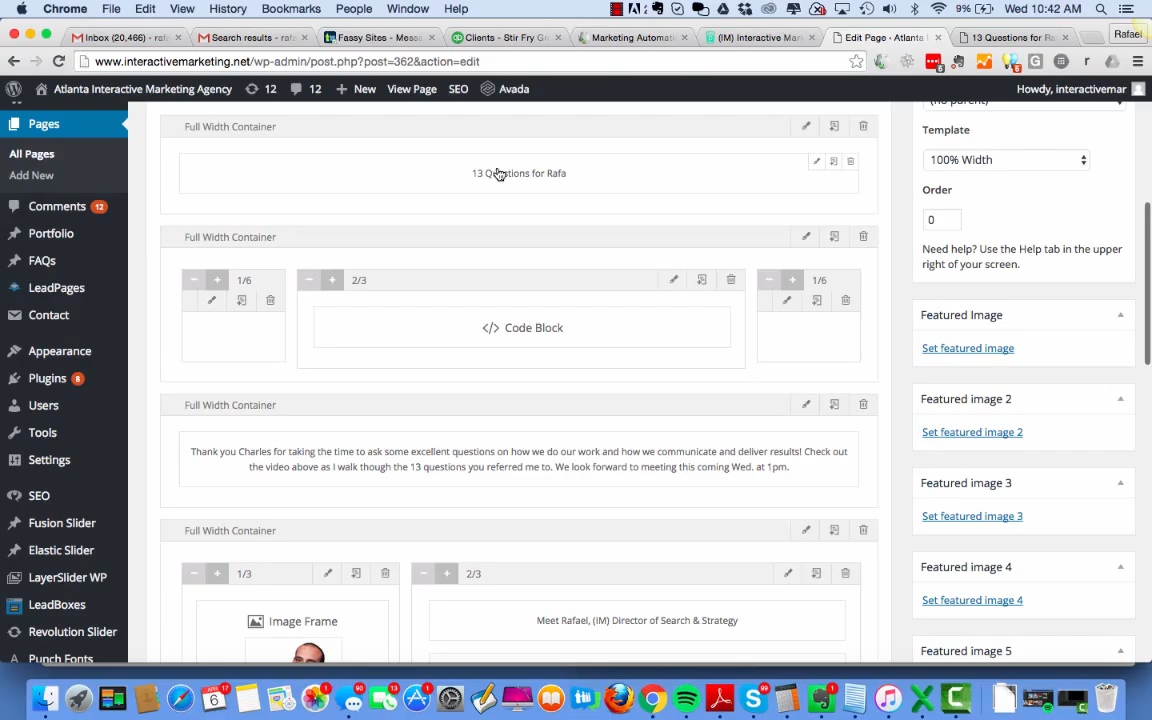 Chrome File Edit View History Bookmarks People Window Help 9% Wed 10:42 AM
Inbox (20,466) - rafa
Search results - rafa
Fassy Sites - Messa
Clients - Stir Fry Gr
Marketing Automati
(IM) Interactive Mar
Edit Page ‹ Atlanta
13 Questions for Ra
Rafael
www.interactivemarketing.net/wp-admin/post.php?post=362&action=edit
Atlanta Interactive Marketing Agency 12 12 New View Page SEO Avada Howdy, interactivemar
Pages
All Pages
Add New
Comments 12
Portfolio
FAQs
LeadPages
Contact
Appearance
Plugins 8
Users
Tools
Settings
SEO
Fusion Slider
Elastic Slider
LayerSlider WP
LeadBoxes
Revolution Slider
Punch Fonts
Full Width Container
13 Questions for Rafa
Full Width Container
1/6
2/3
1/6
</> Code Block
Full Width Container
Thank you Charles for taking the time to ask some excellent questions on how we do our work and how we communicate and deliver results! Check out
the video above as I walk though the 13 questions you referred me to. We look forward to meeting this coming Wed. at 1pm.
Full Width Container
1/3
2/3
Image Frame
Meet Rafael, (IM) Director of Search & Strategy
(no parent)
Template
100% Width
Order
0
Need help? Use the Help tab in the upper
right of your screen.
Featured Image
Set featured image
Featured image 2
Set featured image 2
Featured image 3
Set featured image 3
Featured image 4
Set featured image 4
Featured image 5